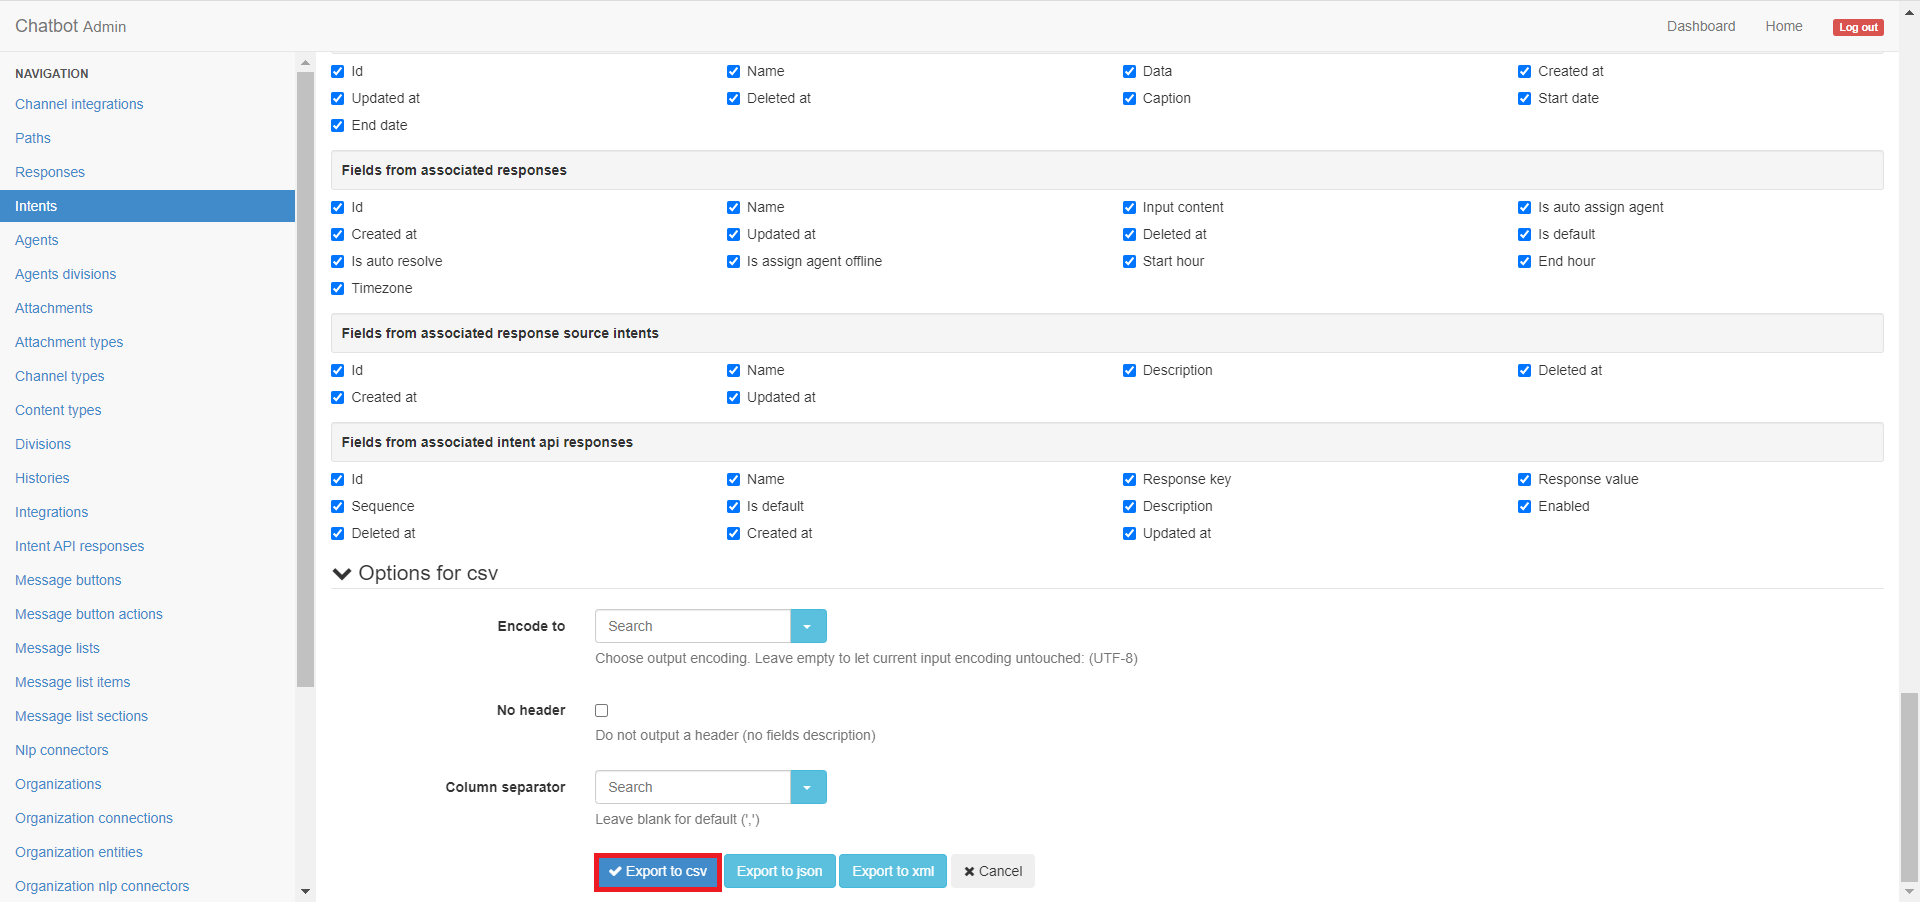 Chatbot Admin
Dashboard Home Log out
NAVIGATION
Channel integrations
Paths
Responses
Intents
Agents
Agents divisions
Attachments
Attachment types
Channel types
Content types
Divisions
Histories
Integrations
Intent API responses
Message buttons
Message button actions
Message lists
Message list items
Message list sections
Nlp connectors
Organizations
Organization connections
Organization entities
Organization nlp connectors
Id Name Data Created at
Updated at Deleted at Caption Start date
End date
Fields from associated responses
Id Name Input content Is auto assign agent
Created at Updated at Deleted at Is default
Is auto resolve Is assign agent offline Start hour End hour
Timezone
Fields from associated response source intents
Id Name Description Deleted at
Created at Updated at
Fields from associated intent api responses
Id Name Response key Response value
Sequence Is default Description Enabled
Deleted at Created at Updated at
Options for csv
Encode to Search
Choose output encoding. Leave empty to let current input encoding untouched: (UTF-8)
No header
Do not output a header (no fields description)
Column separator Search
Leave blank for default (',')
Export to csv Export to json Export to xml Cancel